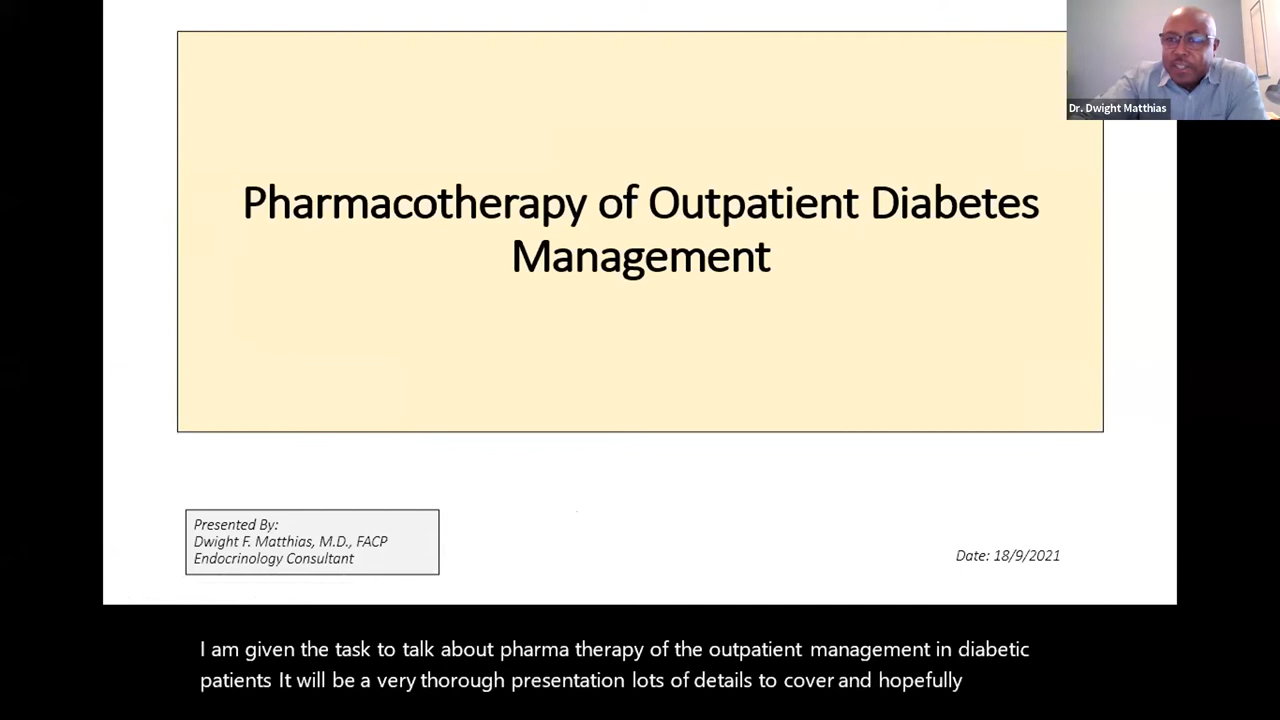 Dr. Dwight Matthias
Pharmacotherapy of Outpatient Diabetes
Management
Presented By:
Dwight F. Matthias, M.D., FACP
Endocrinology Consultant
Date: 18/9/2021
I am given the task to talk about pharma therapy of the outpatient management in diabetic
patients It will be a very thorough presentation lots of details to cover and hopefully